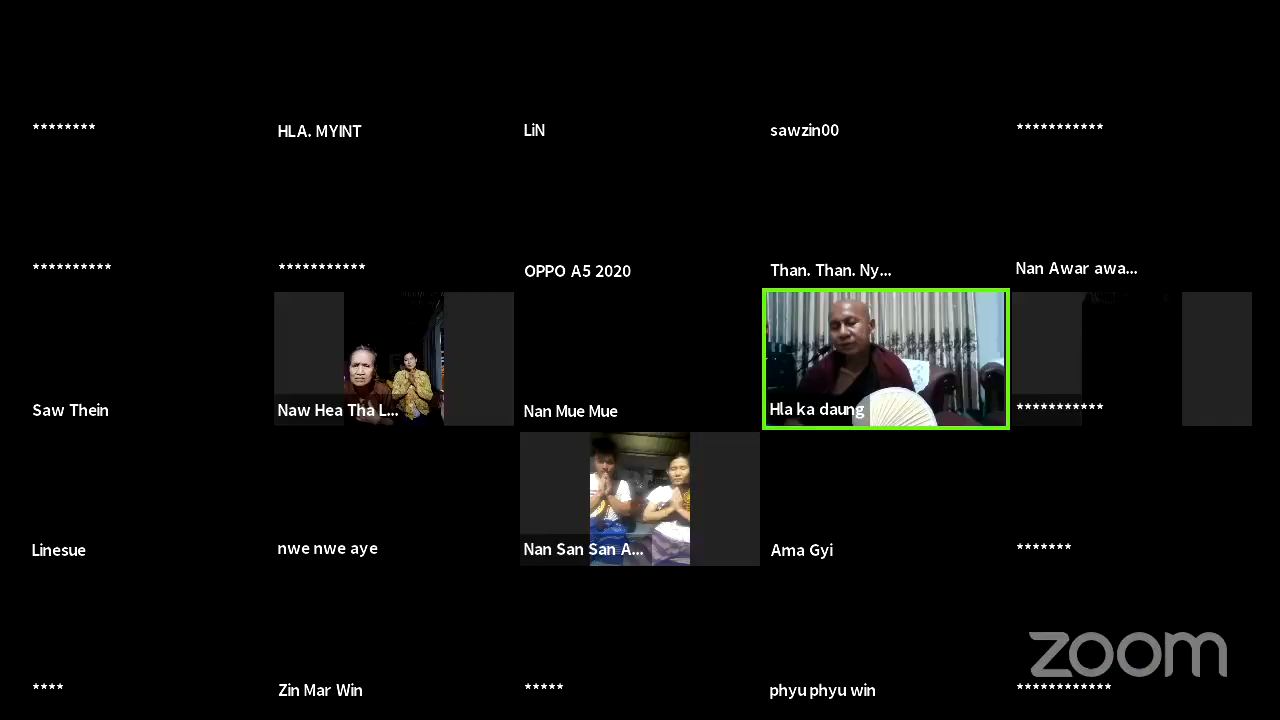 ********
HLA. MYINT
LiN
sawzin00
***********
**********
***********
OPPO A5 2020
Than. Than. Ny...
Nan Awar awa...
Saw Thein
Naw Hea Tha L...
Nan Mue Mue
Hla ka daung
***********
Linesue
nwe nwe aye
Nan San San A...
Ama Gyi
*******
****
Zin Mar Win
*****
phyu phyu win
************
zoom